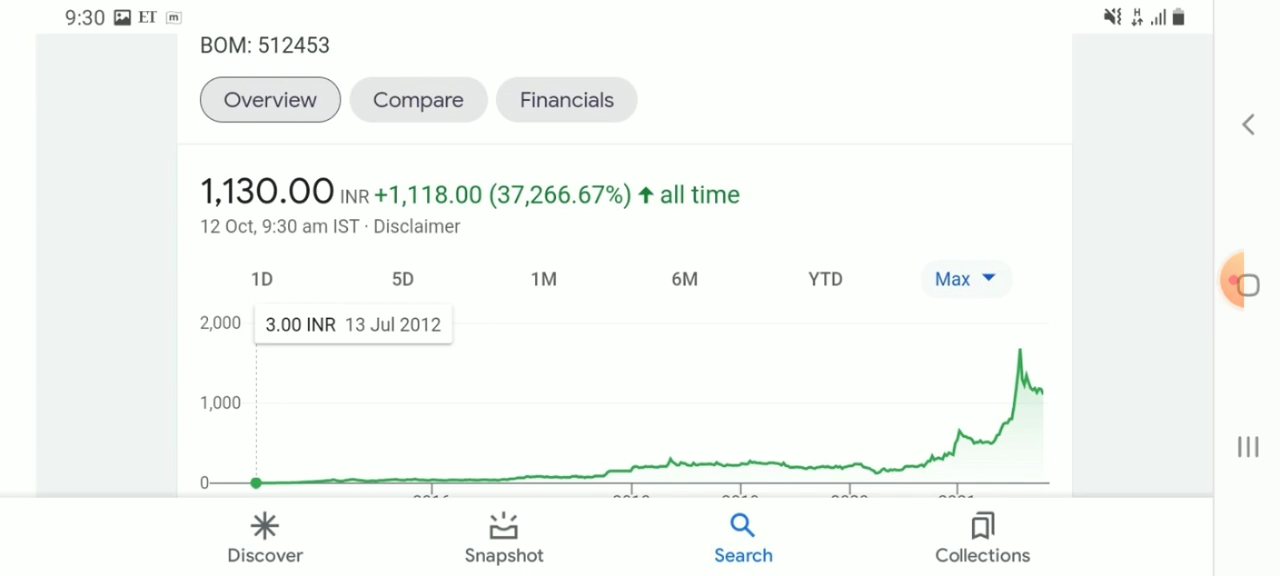 9:30 ET m
H
BOM: 512453
Overview Compare Financials
1,130.00 INR +1,118.00 (37,266.67%) ↑ all time
12 Oct, 9:30 am IST · Disclaimer
1D 5D 1M 6M YTD Max
2,000
3.00 INR 13 Jul 2012
1,000
0
Discover Snapshot Search Collections